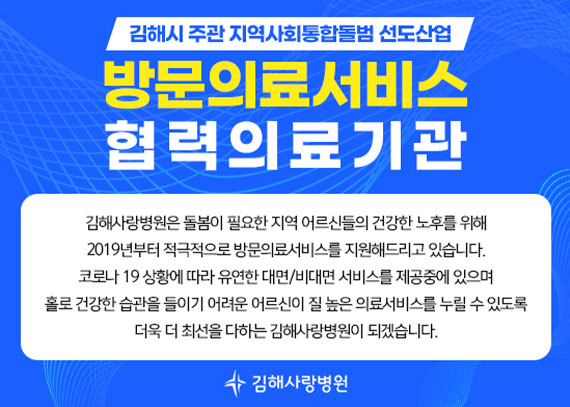 김해시 주관 지역사회통합돌범 선도산업
방문의료서비스
협력의료기관
김해사랑병원은 돌봄이 필요한 지역 어르신들의 건강한 노후를 위해
2019년부터 적극적으로 방문의료서비스를 지원해드리고 있습니다.
코로나 19 상황에 따라 유연한 대면/비대면 서비스를 제공중에 있으며
홀로 건강한 습관을 들이기 어려운 어르신이 질 높은 의료서비스를 누릴 수 있도록
더욱 더 최선을 다하는 김해사랑병원이 되겠습니다.
김해사랑병원